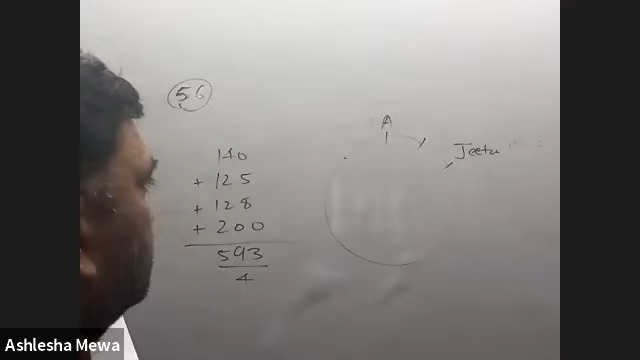 56
A
140
Jeetu
+ 125
+ 128
+ 200
593
4
Ashlesha Mewa